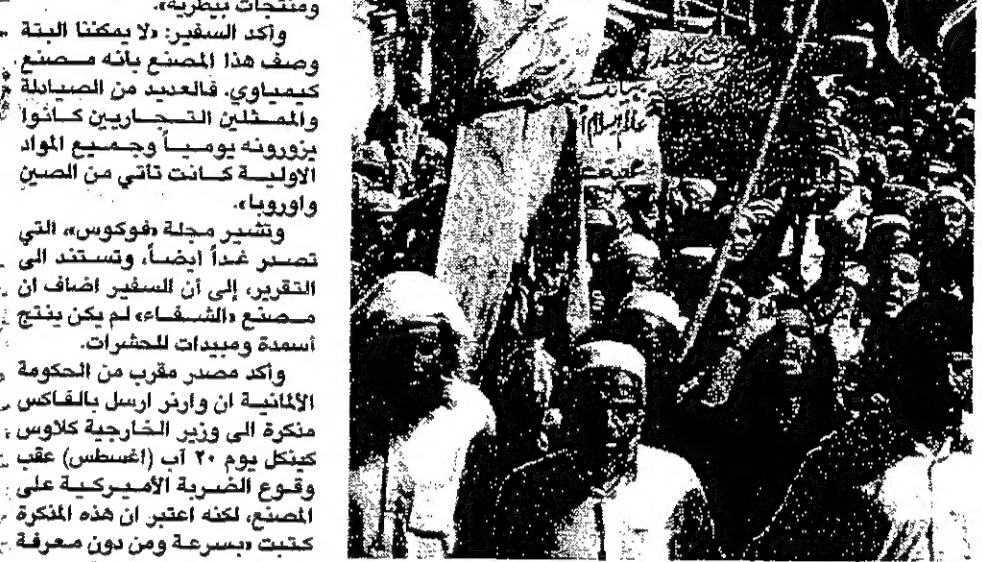 ومنتجات بيطرية».
وأكد السفير: «لا يمكننا البتة
وصف هذا المصنع بأنه مصنع
كيمياوي. فالعديد من الصيادلة
والممثلين التجاريين كانوا
يزورونه يومياً وجميع المواد
الاولية كانت تاتي من الصين
واوروبا».
وتشير مجلة «فوكوس» التي
تصدر غداً ايضاً، وتستند الى
التقرير، إلى أن السفير اضاف ان
مصنع «الشفاء» لم يكن ينتج
أسمدة ومبيدات للحشرات.
وأكد مصدر مقرب من الحكومة
الالمانية ان وارنر ارسل بالفاكس
مذكرة الى وزير الخارجية كلاوس
كينكل يوم ٢٠ آب (اغسطس) عقب
وقوع الضربة الأميركية على
المصنع، لكنه اعتبر ان هذه المذكرة
كتبت «بسرعة ومن دون معرفة